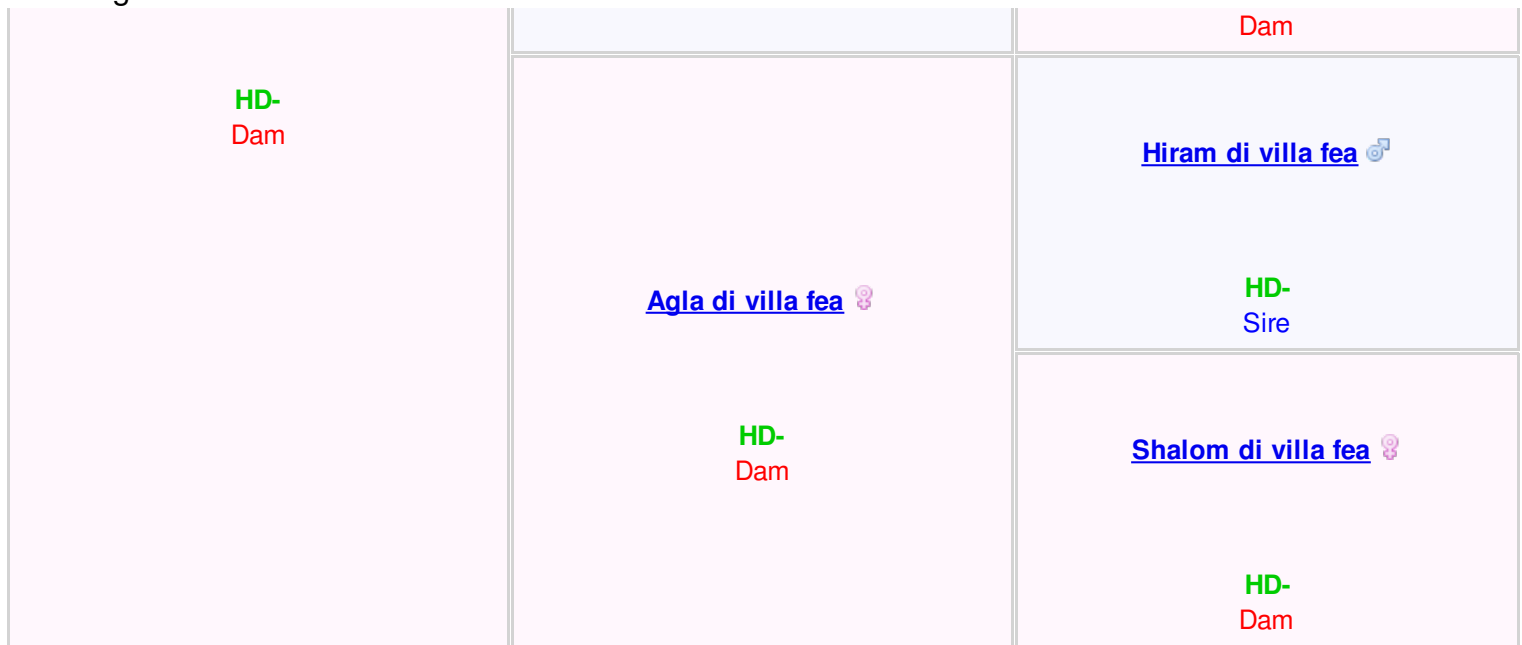 Dam
HD-
Dam
Hiram di villa fea
HD-
Sire
Agla di villa fea
HD-
Dam
Shalom di villa fea
HD-
Dam